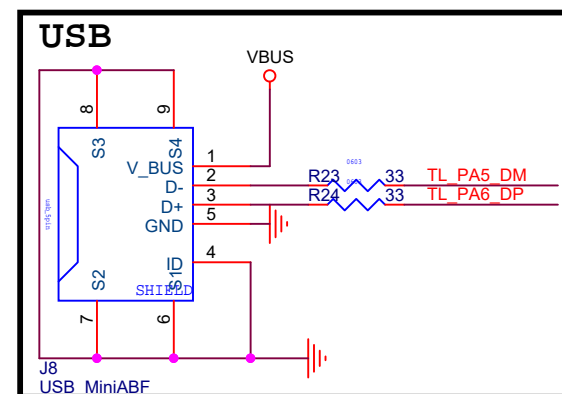 USB
VBUS
8
9
S3
S4
1
V_BUS
2
D-
3
D+
5
GND
4
ID
S2
S1
SHIELD
7
6
usb_5pin
0603
R23
33
TL_PA5_DM
R24
33
TL_PA6_DP
J8
USB_MiniABF